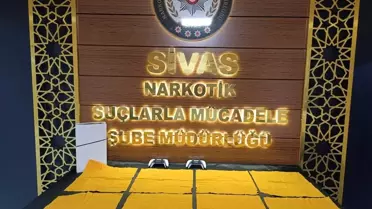 SİVAS
NARKOTİK
SUÇLARLA MÜCADELE
ŞUBE MÜDÜRLÜĞÜ